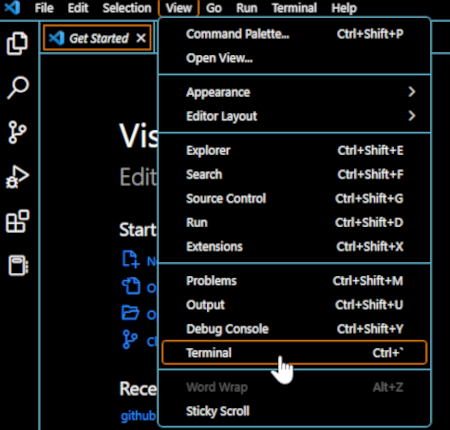 File Edit Selection View Go Run Terminal Help
Get Started
Command Palette... Ctrl+Shift+P
Open View...
Appearance
Editor Layout
Explorer Ctrl+Shift+E
Search Ctrl+Shift+F
Source Control Ctrl+Shift+G
Run Ctrl+Shift+D
Extensions Ctrl+Shift+X
Problems Ctrl+Shift+M
Output Ctrl+Shift+U
Debug Console Ctrl+Shift+Y
Terminal Ctrl+`
Word Wrap Alt+Z
Sticky Scroll
Vis
Edit
Start
N
O
O
Cl
Rece
github